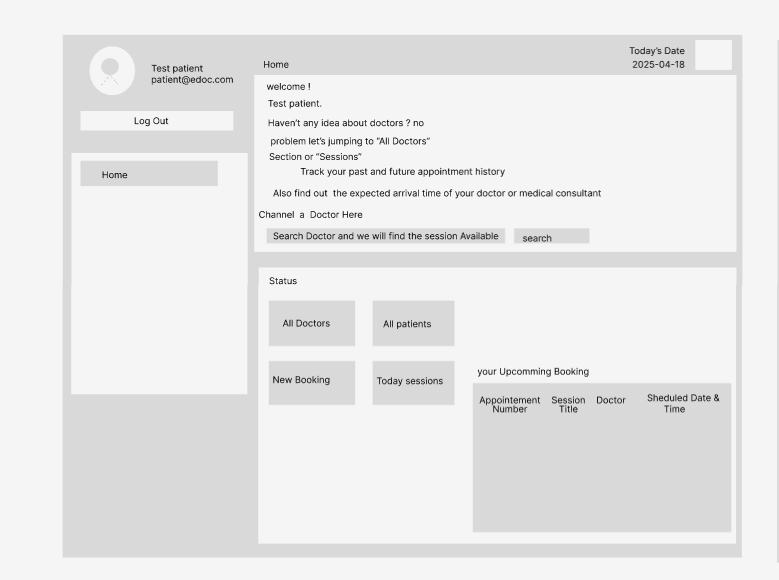 Test patient
patient@edoc.com
Log Out
Home
Home
Today's Date
2025-04-18
welcome !
Test patient.
Haven't any idea about doctors ? no
problem let's jumping to "All Doctors"
Section or "Sessions"
Track your past and future appointment history
Also find out the expected arrival time of your doctor or medical consultant
Channel a Doctor Here
Search Doctor and we will find the session Available
search
Status
All Doctors
All patients
New Booking
Today sessions
your Upcomming Booking
Appointement
Number
Session
Title
Doctor
Sheduled Date &
Time